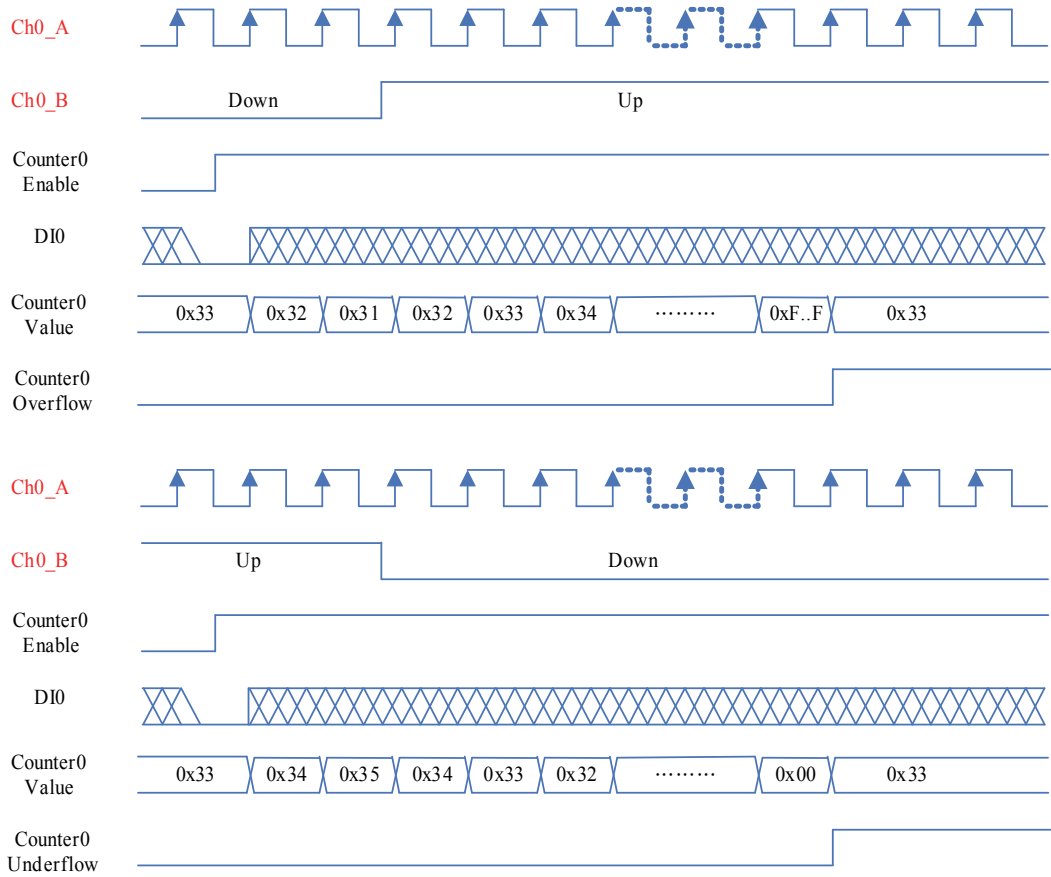 Ch0_A
Ch0_B
Down
Up
Counter0
Enable
DI0
Counter0
Value
0x33
0x32
0x31
0x32
0x33
0x34
………
0xF..F
0x33
Counter0
Overflow
Ch0_A
Ch0_B
Up
Down
Counter0
Enable
DI0
Counter0
Value
0x33
0x34
0x35
0x34
0x33
0x32
………
0x00
0x33
Counter0
Underflow